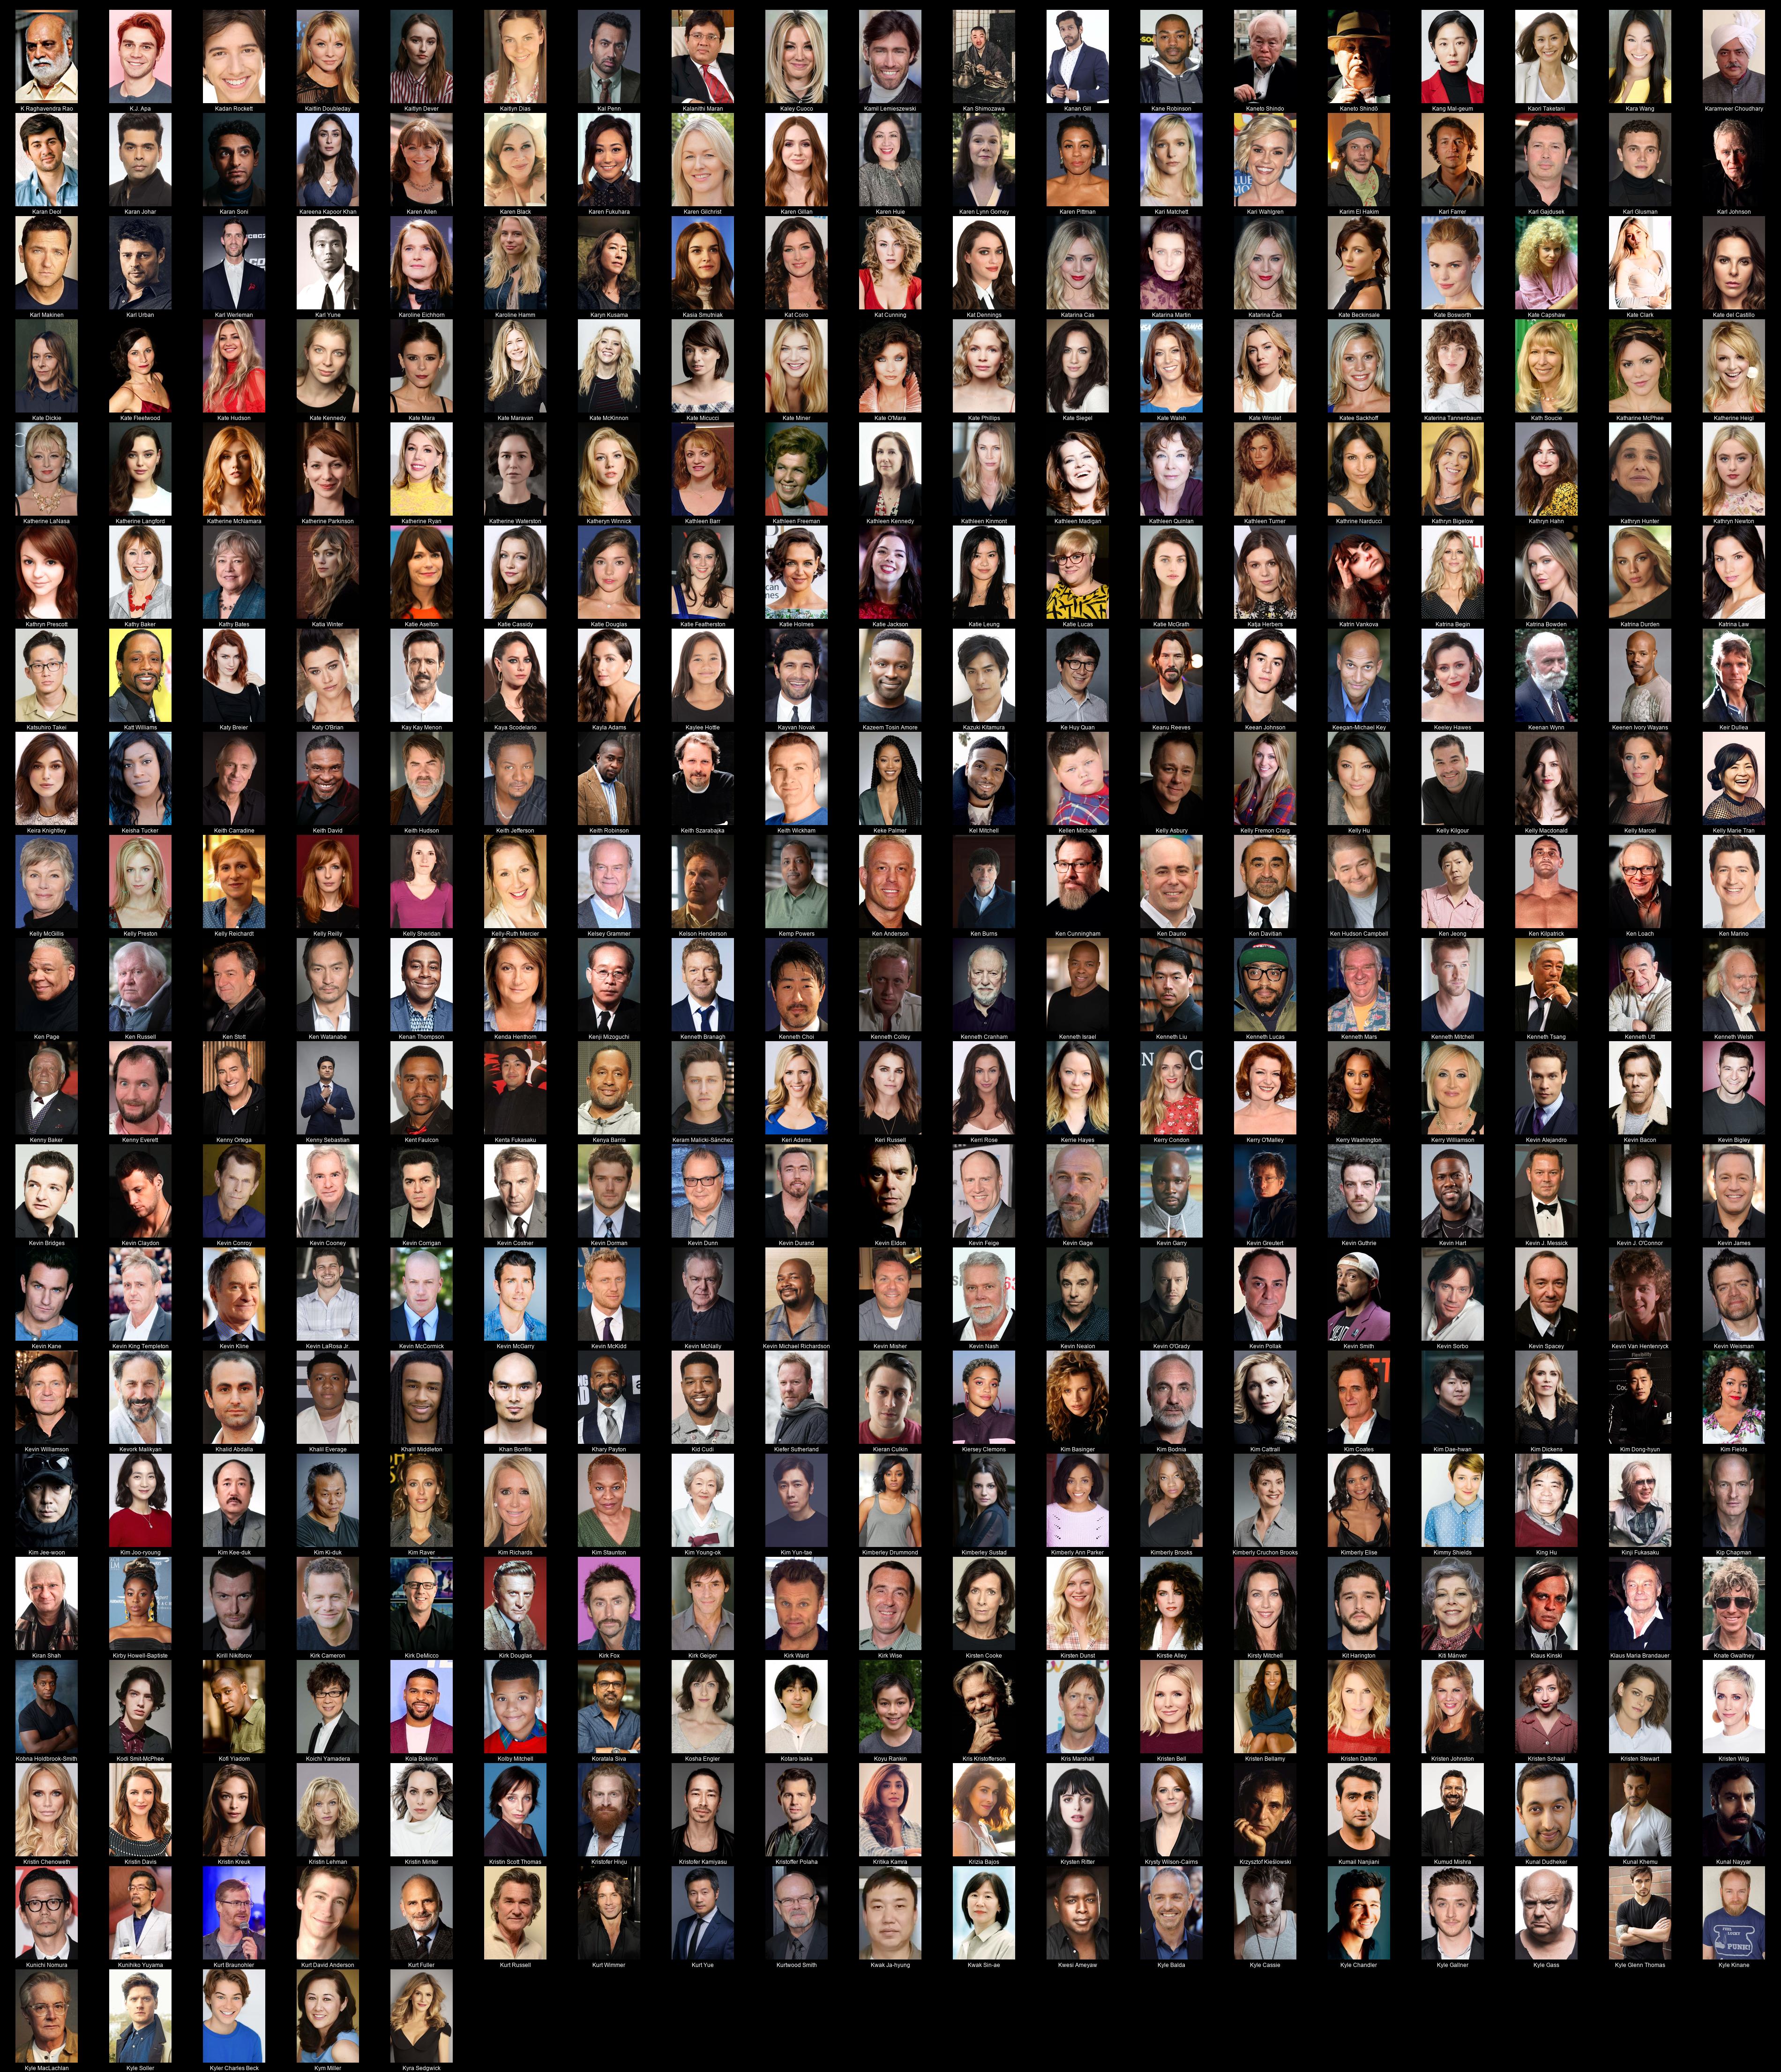 K Raghavendra Rao
K.J. Apa
Kadan Rockett
Kaitlin Doubleday
Kaitlyn Dever
Kaitlyn Dias
Kal Penn
Kalanithi Maran
Kaley Cuoco
Kamil Lemieszewski
Kan Shimozawa
Kanan Gill
Kane Robinson
Kaneto Shindo
Kaneto Shindô
Kang Mal-geum
Kaori Taketani
Kara Wang
Karamveer Choudhary
Karan Deol
Karan Johar
Karan Soni
Kareena Kapoor Khan
Karen Allen
Karen Black
Karen Fukuhara
Karen Gilchrist
Karen Gillan
Karen Huie
Karen Lynn Gorney
Karen Pittman
Kari Matchett
Kari Wahlgren
Karim El Hakim
Karl Farrer
Karl Gajdusek
Karl Glusman
Karl Johnson
Karl Makinen
Karl Urban
Karl Werleman
Karl Yune
Karoline Eichhorn
Karoline Hamm
Karyn Kusama
Kasia Smutniak
Kat Coiro
Kat Cunning
Kat Dennings
Katarina Cas
Katarina Martin
Katarina Čas
Kate Beckinsale
Kate Bosworth
Kate Capshaw
Kate Clark
Kate del Castillo
Kate Dickie
Kate Fleetwood
Kate Hudson
Kate Kennedy
Kate Mara
Kate Maravan
Kate McKinnon
Kate Micucci
Kate Miner
Kate O'Mara
Kate Phillips
Kate Siegel
Kate Walsh
Kate Winslet
Katee Sackhoff
Katerina Tannenbaum
Kath Soucie
Katharine McPhee
Katherine Heigl
Katherine LaNasa
Katherine Langford
Katherine McNamara
Katherine Parkinson
Katherine Ryan
Katherine Waterston
Katheryn Winnick
Kathleen Barr
Kathleen Freeman
Kathleen Kennedy
Kathleen Kinmont
Kathleen Madigan
Kathleen Quinlan
Kathleen Turner
Kathrine Narducci
Kathryn Bigelow
Kathryn Hahn
Kathryn Hunter
Kathryn Newton
Kathryn Prescott
Kathy Baker
Kathy Bates
Katia Winter
Katie Aselton
Katie Cassidy
Katie Douglas
Katie Featherston
Katie Holmes
Katie Jackson
Katie Leung
Katie Lucas
Katie McGrath
Katja Herbers
Katrin Vankova
Katrina Begin
Katrina Bowden
Katrina Durden
Katrina Law
Katsuhiro Takei
Katt Williams
Katy Breier
Katy O'Brian
Kay Kay Menon
Kaya Scodelario
Kayla Adams
Kaylee Hottle
Kayvan Novak
Kazeem Tosin Amore
Kazuki Kitamura
Ke Huy Quan
Keanu Reeves
Keean Johnson
Keegan-Michael Key
Keeley Hawes
Keenan Wynn
Keenen Ivory Wayans
Keir Dullea
Keira Knightley
Keisha Tucker
Keith Carradine
Keith David
Keith Hudson
Keith Jefferson
Keith Robinson
Keith Szarabajka
Keith Wickham
Keke Palmer
Kel Mitchell
Kellen Michael
Kelly Asbury
Kelly Fremon Craig
Kelly Hu
Kelly Kilgour
Kelly Macdonald
Kelly Marcel
Kelly Marie Tran
Kelly McGillis
Kelly Preston
Kelly Reichardt
Kelly Reilly
Kelly Sheridan
Kelly-Ruth Mercier
Kelsey Grammer
Kelson Henderson
Kemp Powers
Ken Anderson
Ken Burns
Ken Cunningham
Ken Daurio
Ken Davitian
Ken Hudson Campbell
Ken Jeong
Ken Kilpatrick
Ken Loach
Ken Marino
Ken Page
Ken Russell
Ken Stott
Ken Watanabe
Kenan Thompson
Kenda Henthorn
Kenji Mizoguchi
Kenneth Branagh
Kenneth Choi
Kenneth Colley
Kenneth Cranham
Kenneth Israel
Kenneth Liu
Kenneth Lucas
Kenneth Mars
Kenneth Mitchell
Kenneth Tsang
Kenneth Utt
Kenneth Welsh
Kenny Baker
Kenny Everett
Kenny Ortega
Kenny Sebastian
Kent Faulcon
Kenta Fukasaku
Kenya Barris
Keram Malicki-Sánchez
Keri Adams
Keri Russell
Kerri Rose
Kerrie Hayes
Kerry Condon
Kerry O'Malley
Kerry Washington
Kerry Williamson
Kevin Alejandro
Kevin Bacon
Kevin Bigley
Kevin Bridges
Kevin Claydon
Kevin Conroy
Kevin Cooney
Kevin Corrigan
Kevin Costner
Kevin Dorman
Kevin Dunn
Kevin Durand
Kevin Eldon
Kevin Feige
Kevin Gage
Kevin Garry
Kevin Greutert
Kevin Guthrie
Kevin Hart
Kevin J. Messick
Kevin J. O'Connor
Kevin James
Kevin Kane
Kevin King Templeton
Kevin Kline
Kevin LaRosa Jr.
Kevin McCormick
Kevin McGarry
Kevin McKidd
Kevin McNally
Kevin Michael Richardson
Kevin Misher
Kevin Nash
Kevin Nealon
Kevin O'Grady
Kevin Pollak
Kevin Smith
Kevin Sorbo
Kevin Spacey
Kevin Van Hentenryck
Kevin Weisman
Kevin Williamson
Kevork Malikyan
Khalid Abdalla
Khalil Everage
Khalil Middleton
Khan Bonfils
Khary Payton
Kid Cudi
Kiefer Sutherland
Kieran Culkin
Kiersey Clemons
Kim Basinger
Kim Bodnia
Kim Cattrall
Kim Coates
Kim Dae-hwan
Kim Dickens
Kim Dong-hyun
Kim Fields
Kim Jee-woon
Kim Joo-ryoung
Kim Kee-duk
Kim Ki-duk
Kim Raver
Kim Richards
Kim Staunton
Kim Young-ok
Kim Yun-tae
Kimberley Drummond
Kimberley Sustad
Kimberly Ann Parker
Kimberly Brooks
Kimberly Cruchon Brooks
Kimberly Elise
Kimmy Shields
King Hu
Kinji Fukasaku
Kip Chapman
Kiran Shah
Kirby Howell-Baptiste
Kirill Nikiforov
Kirk Cameron
Kirk DeMicco
Kirk Douglas
Kirk Fox
Kirk Geiger
Kirk Ward
Kirk Wise
Kirsten Cooke
Kirsten Dunst
Kirstie Alley
Kirsty Mitchell
Kit Harington
Kiti Mánver
Klaus Kinski
Klaus Maria Brandauer
Knate Gwaltney
Kobna Holdbrook-Smith
Kodi Smit-McPhee
Kofi Yiadom
Koichi Yamadera
Kola Bokinni
Kolby Mitchell
Koratala Siva
Kosha Engler
Kotaro Isaka
Koyu Rankin
Kris Kristofferson
Kris Marshall
Kristen Bell
Kristen Bellamy
Kristen Dalton
Kristen Johnston
Kristen Schaal
Kristen Stewart
Kristen Wiig
Kristin Chenoweth
Kristin Davis
Kristin Kreuk
Kristin Lehman
Kristin Minter
Kristin Scott Thomas
Kristofer Hivju
Kristofer Kamiyasu
Kristoffer Polaha
Kritika Kamra
Krizia Bajos
Krysten Ritter
Krysty Wilson-Cairns
Krzysztof Kieślowski
Kumail Nanjiani
Kumud Mishra
Kunal Dudheker
Kunal Khemu
Kunal Nayyar
Kunichi Nomura
Kunihiko Yuyama
Kurt Braunohler
Kurt David Anderson
Kurt Fuller
Kurt Russell
Kurt Wimmer
Kurt Yue
Kurtwood Smith
Kwak Ja-hyung
Kwak Sin-ae
Kwesi Ameyaw
Kyle Balda
Kyle Cassie
Kyle Chandler
Kyle Gallner
Kyle Gass
Kyle Glenn Thomas
Kyle Kinane
Kyle MacLachlan
Kyle Soller
Kyler Charles Beck
Kym Miller
Kyra Sedgwick